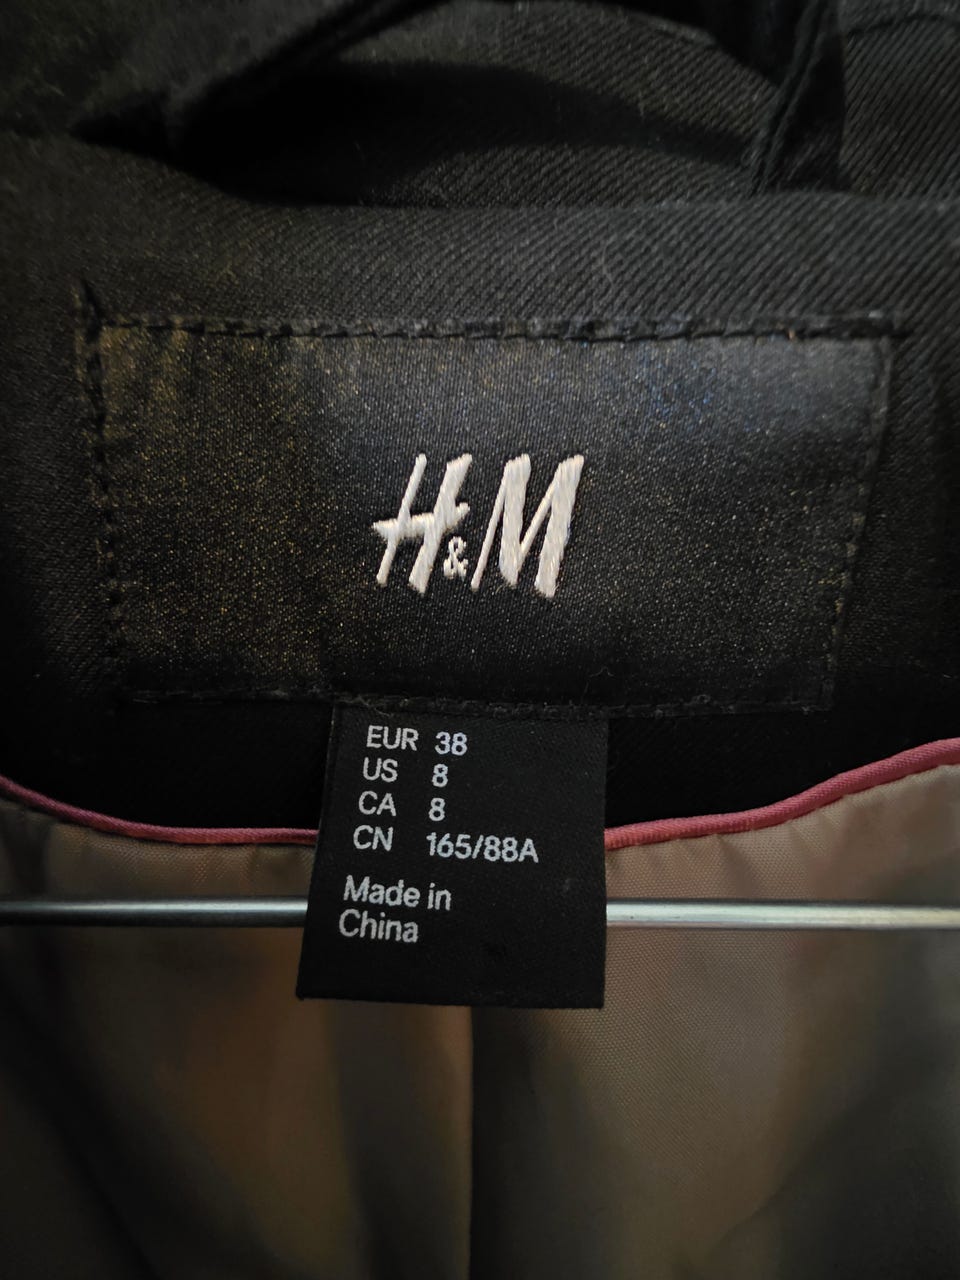 H&M
EUR 38
US 8
CA 8
CN 165/88A
Made in
China